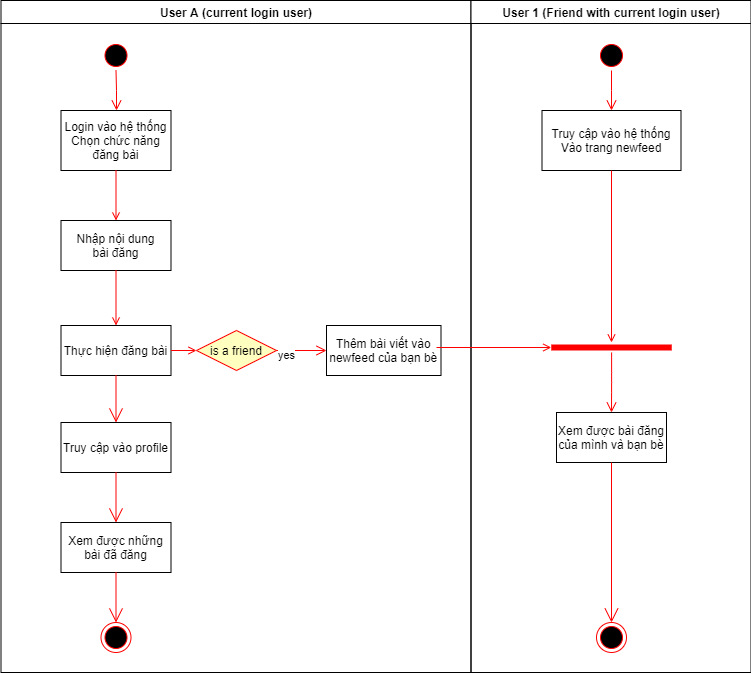 User A (current login user)
User 1 (Friend with current login user)
Login vào hệ thống
Chọn chức năng
đăng bài
Truy cập vào hệ thống
Vào trang newfeed
Nhập nội dung
bài đăng
Thực hiện đăng bài
is a friend
yes
Thêm bài viết vào
newfeed của bạn bè
Truy cập vào profile
Xem được bài đăng
của mình và bạn bè
Xem được những
bài đã đăng